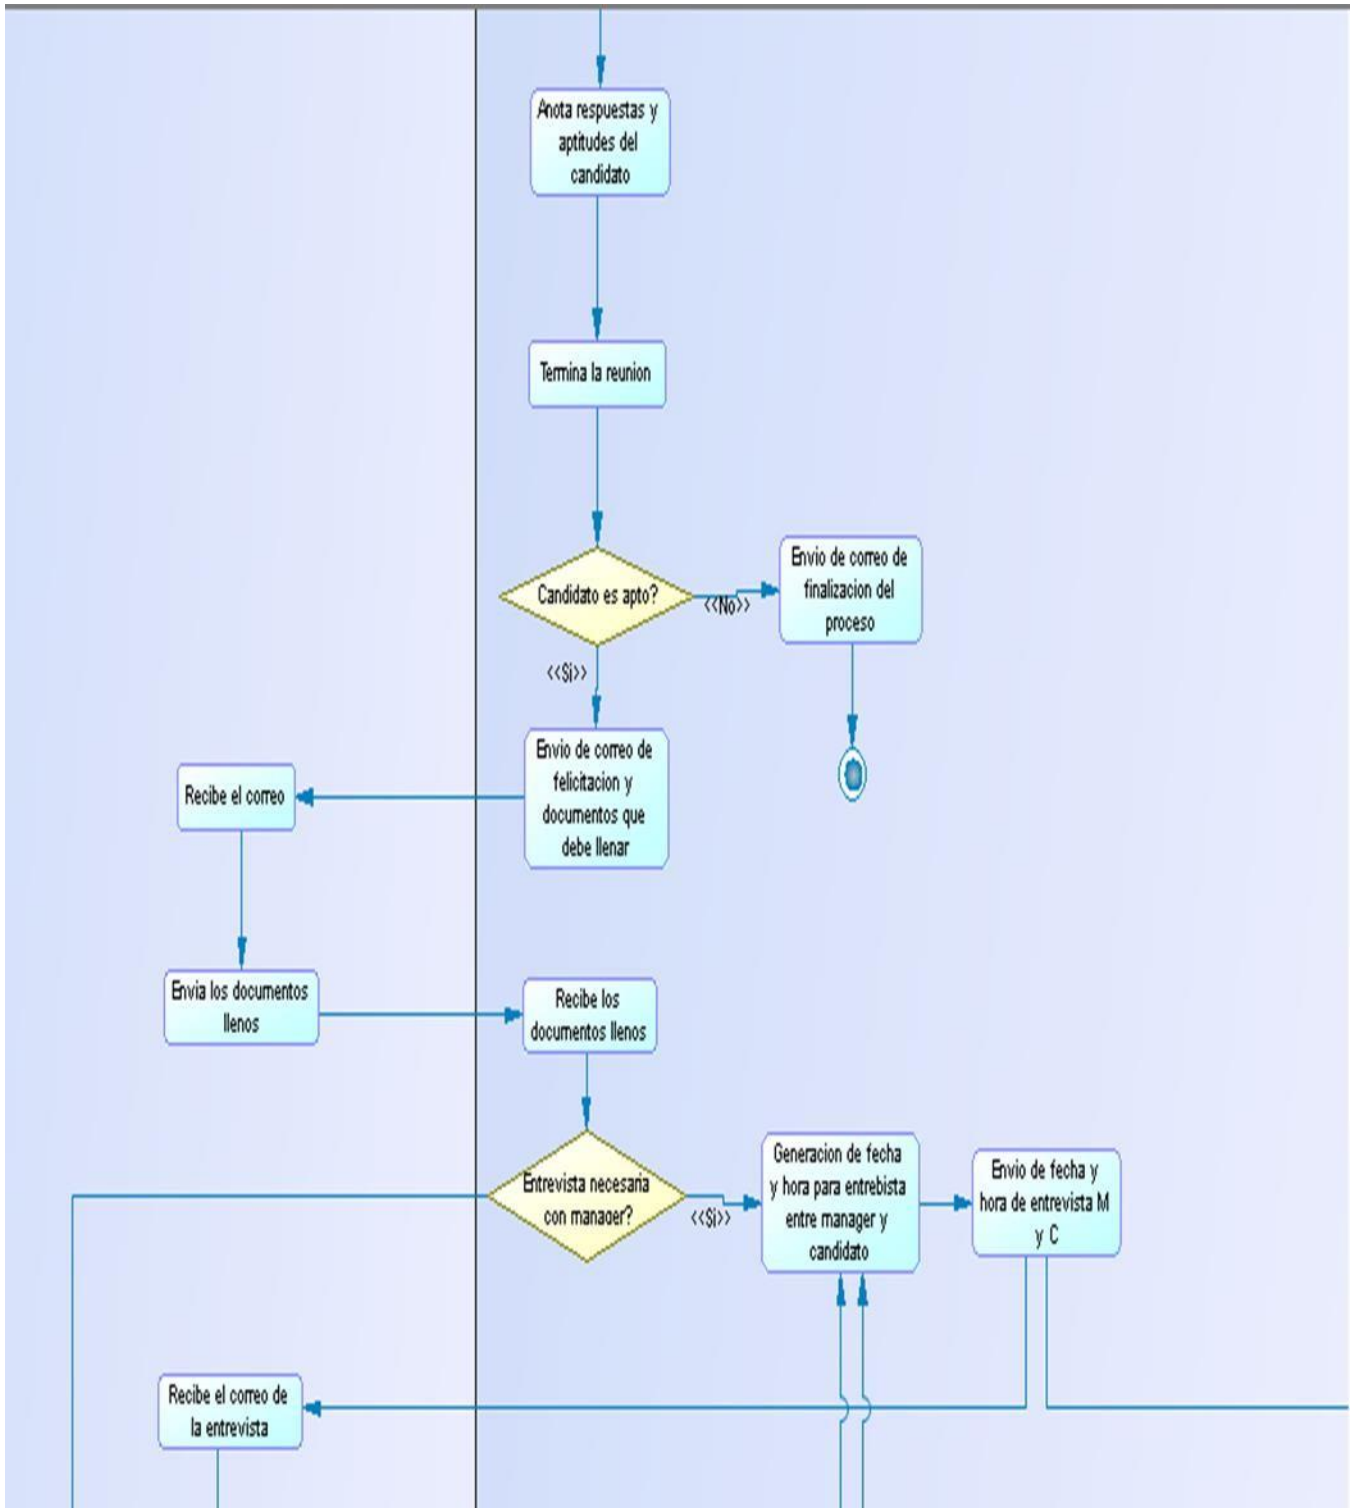 Anota respuestas y
aptitudes del
candidato
Termina la reunion
Candidato es apto?
<<No>>
Envio de correo de
finalizacion del
proceso
<<Si>>
Envio de correo de
felicitacion y
documentos que
debe llenar
Recibe el correo
Envia los documentos
llenos
Recibe los
documentos llenos
Entrevista necesaria
con manager?
<<Si>>
Generacion de fecha
y hora para entrebista
entre manager y
candidato
Envio de fecha y
hora de entrevista M
y C
Recibe el correo de
la entrevista